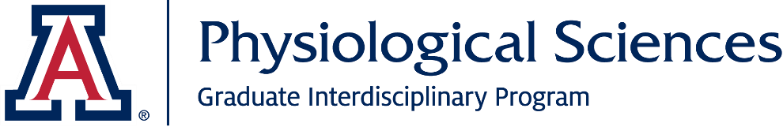 A®
Physiological Sciences
Graduate Interdisciplinary Program